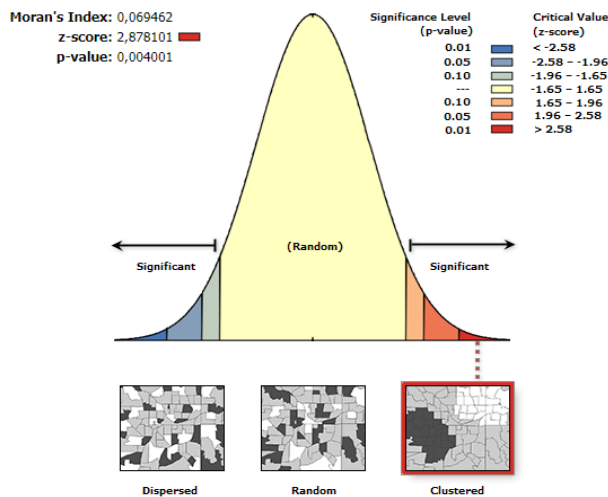 Moran's Index: 0,069462
z-score: 2,878101
p-value: 0,004001
Significance Level
(p-value)
Critical Value
(z-score)
0.01 < -2.58
0.05 -2.58 – -1.96
0.10 -1.96 – -1.65
--- -1.65 – 1.65
0.10 1.65 – 1.96
0.05 1.96 – 2.58
0.01 > 2.58
Significant
(Random)
Significant
Dispersed
Random
Clustered